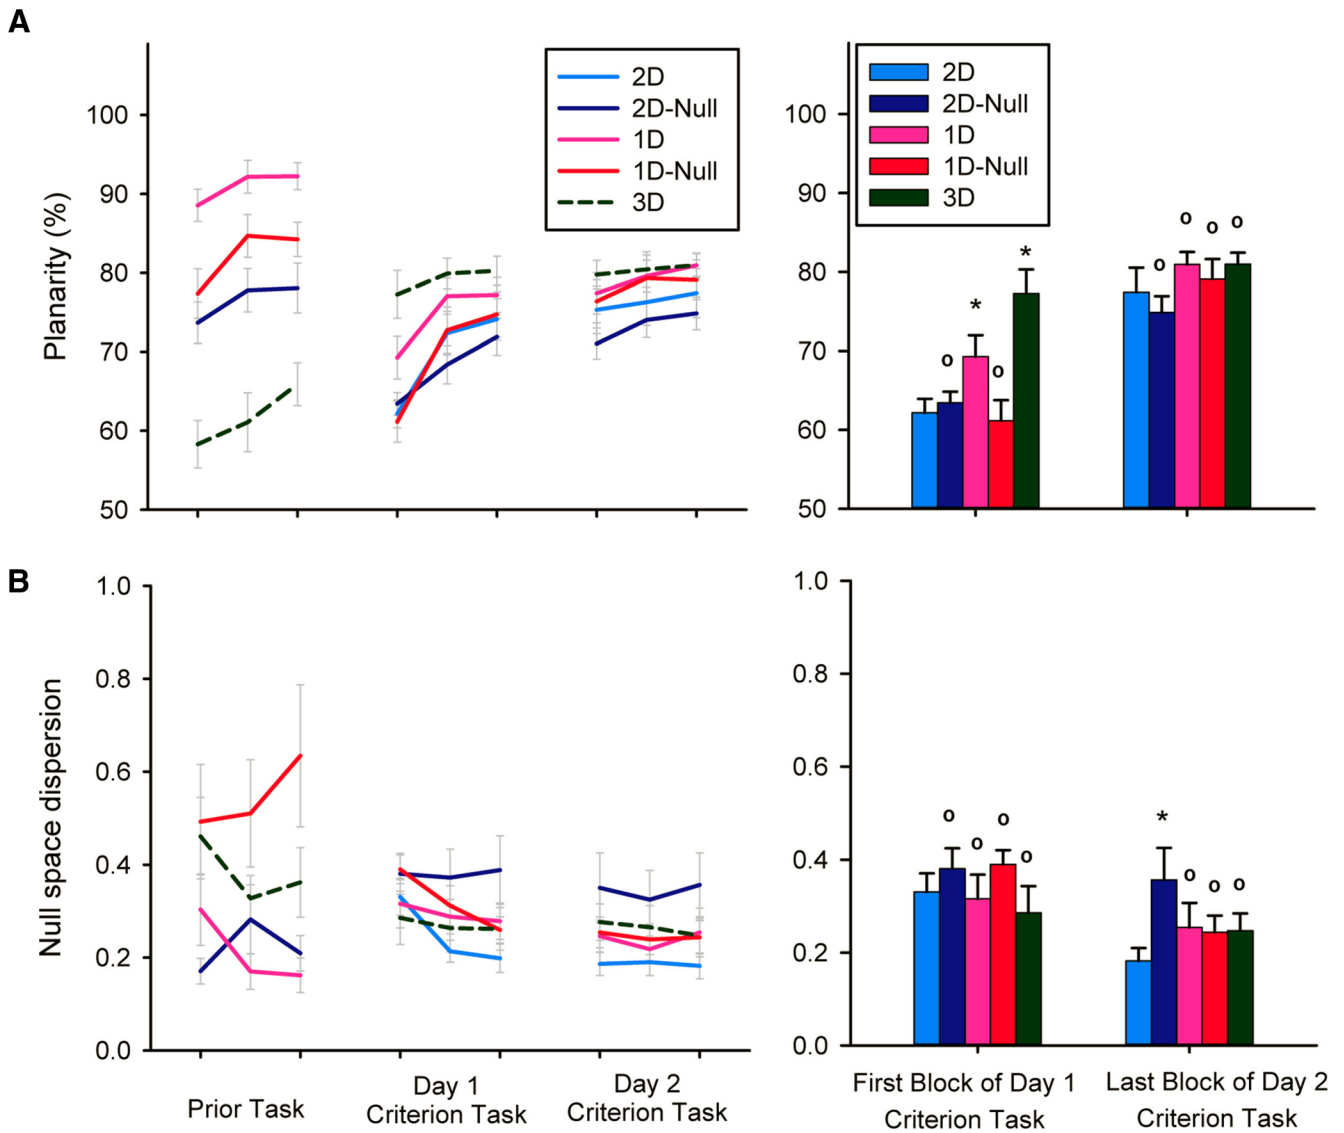 A
Planarity (%)
100
90
80
70
60
50
2D
2D-Null
1D
1D-Null
3D
100
90
80
70
60
50
2D
2D-Null
1D
1D-Null
3D
o
*
o
*
o
o
o
o
B
Null space dispersion
1.0
0.8
0.6
0.4
0.2
0.0
Prior Task
Day 1
Criterion Task
Day 2
Criterion Task
1.0
0.8
0.6
0.4
0.2
0.0
o
o
o
o
*
o
o
o
First Block of Day 1
Criterion Task
Last Block of Day 2
Criterion Task